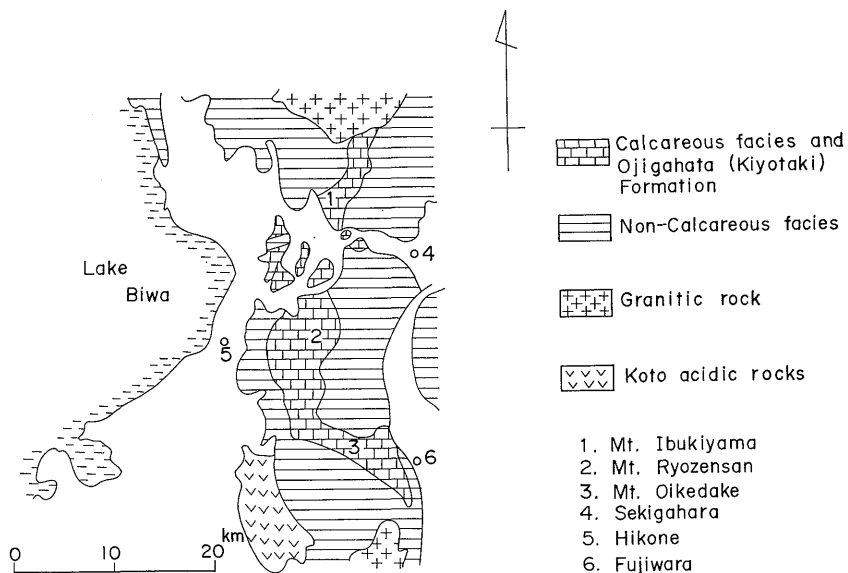 Lake
Biwa
1
2
3
4
5
6
km
0 10 20
Calcareous facies and
Ojigahata (Kiyotaki)
Formation
Non-Calcareous facies
Granitic rock
Koto acidic rocks
1. Mt. Ibukiyama
2. Mt. Ryozensan
3. Mt. Oikedake
4. Sekigahara
5. Hikone
6. Fujiwara